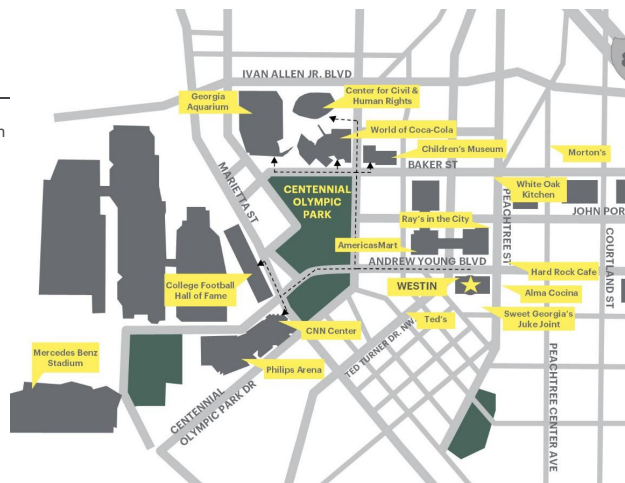 IVAN ALLEN JR. BLVD
Georgia
Aquarium
Center for Civil &
Human Rights
World of Coca-Cola
Children's Museum
Morton's
BAKER ST
MARIETTA ST
CENTENNIAL
OLYMPIC
PARK
White Oak
Kitchen
JOHN POR
Ray's in the City
PEACHTREE ST
COURTLAND ST
AmericasMart
ANDREW YOUNG BLVD
Hard Rock Cafe
College Football
Hall of Fame
WESTIN
Alma Cocina
Sweet Georgia's
Juke Joint
Ted's
CNN Center
TED TURNER DR. NW.
Mercedes Benz
Stadium
Philips Arena
CENTENNIAL
OLYMPIC PARK DR
PEACHTREE CENTER AVE
n